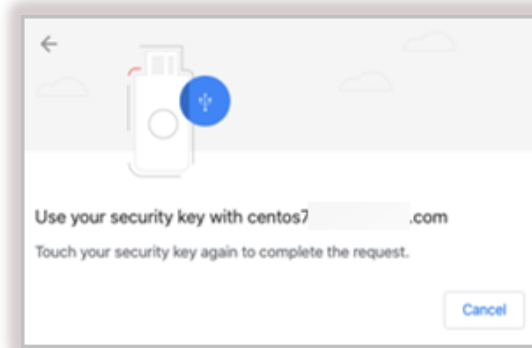 Use your security key with centos7 .com
Touch your security key again to complete the request.
Cancel